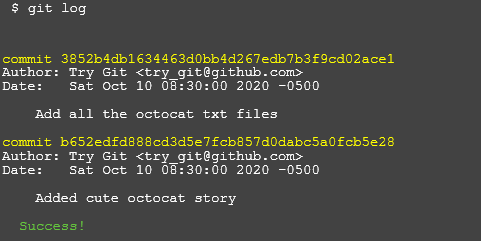 $ git log
commit 3852b4db1634463d0bb4d267edb7b3f9cd02ace1
Author: Try Git <try_git@github.com>
Date:   Sat Oct 10 08:30:00 2020 -0500
Add all the octocat txt files
commit b652edfd888cd3d5e7fcb857d0dabc5a0fcb5e28
Author: Try Git <try_git@github.com>
Date:   Sat Oct 10 08:30:00 2020 -0500
Added cute octocat story
Success!